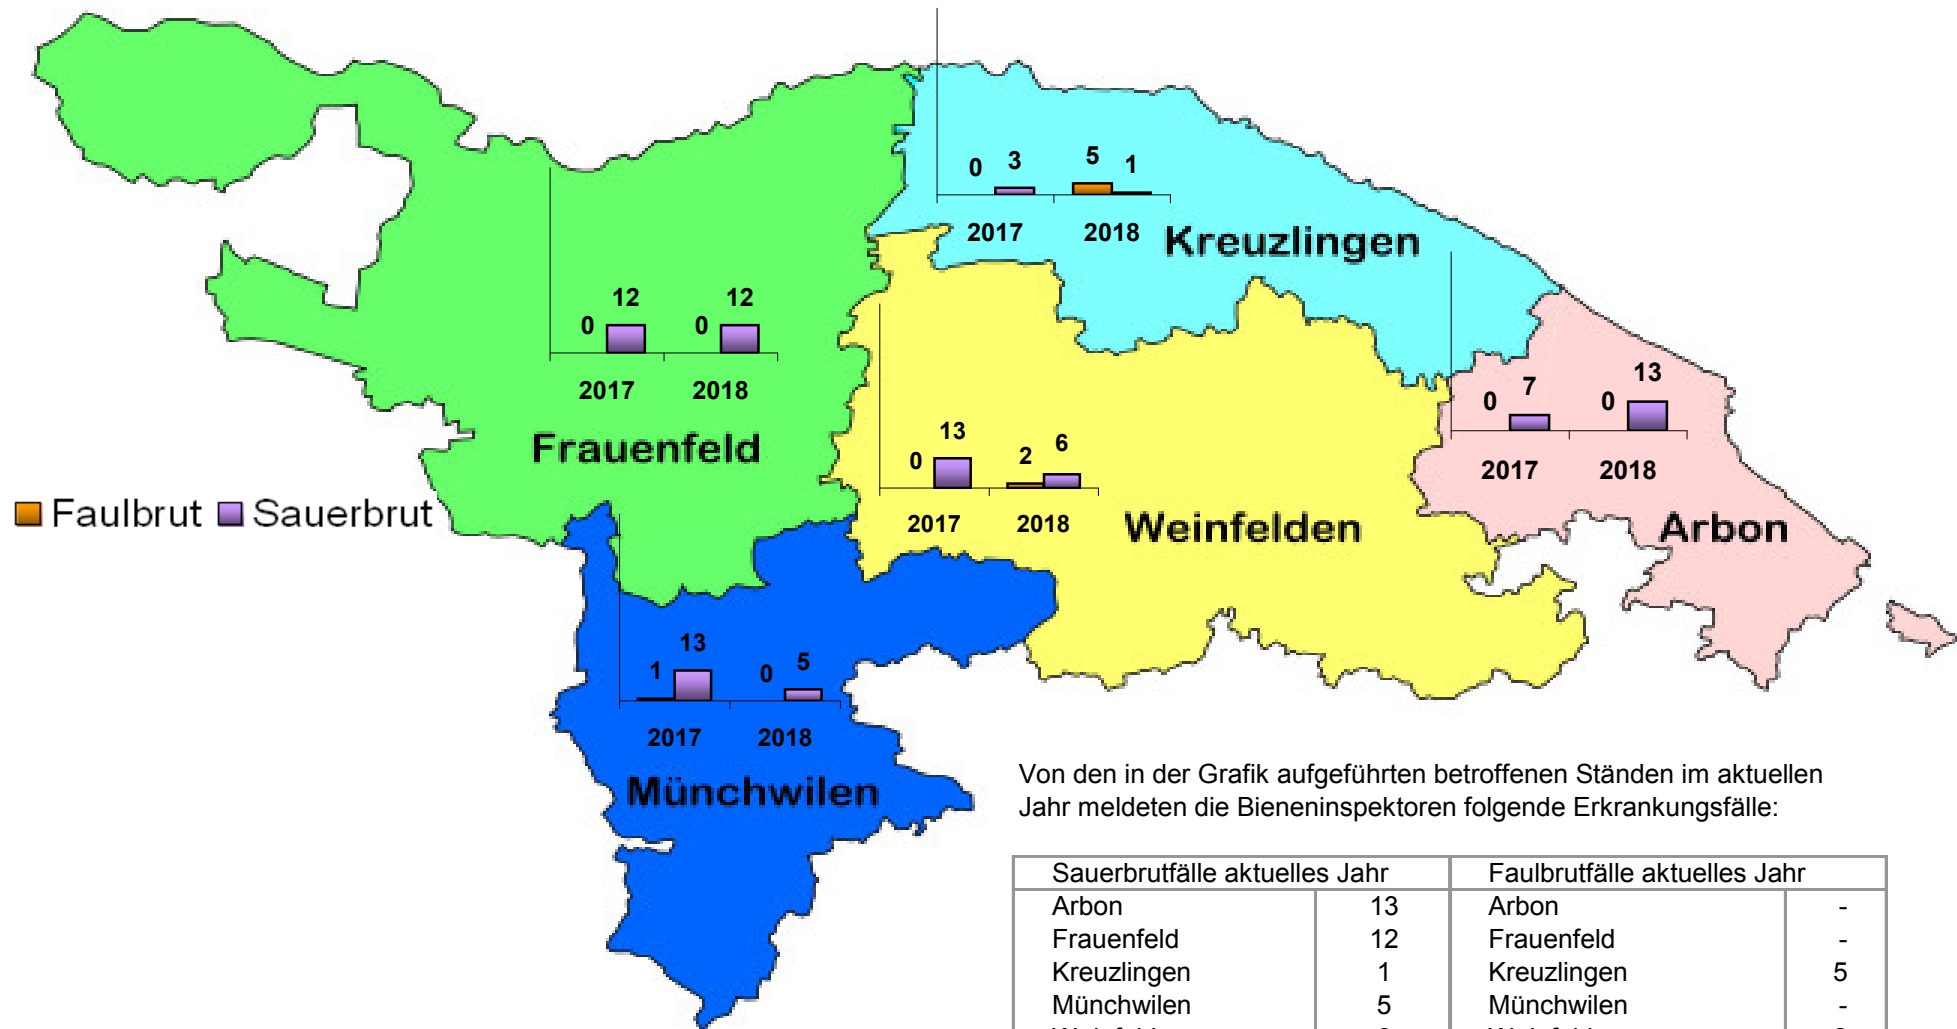 0 3 5 1
2017 2018
Kreuzlingen
0 12 0 12
2017 2018
Frauenfeld
0 7 0 13
2017 2018
Arbon
0 13 2 6
2017 2018
Weinfelden
Faulbrut Sauerbrut
1 13 0 5
2017 2018
Münchwilen
Von den in der Grafik aufgeführten betroffenen Ständen im aktuellen
Jahr meldeten die Bieneninspektoren folgende Erkrankungsfälle:
Sauerbrutfälle aktuelles Jahr Faulbrutfälle aktuelles Jahr
Arbon 13 Arbon -
Frauenfeld 12 Frauenfeld -
Kreuzlingen 1 Kreuzlingen 5
Münchwilen 5 Münchwilen -